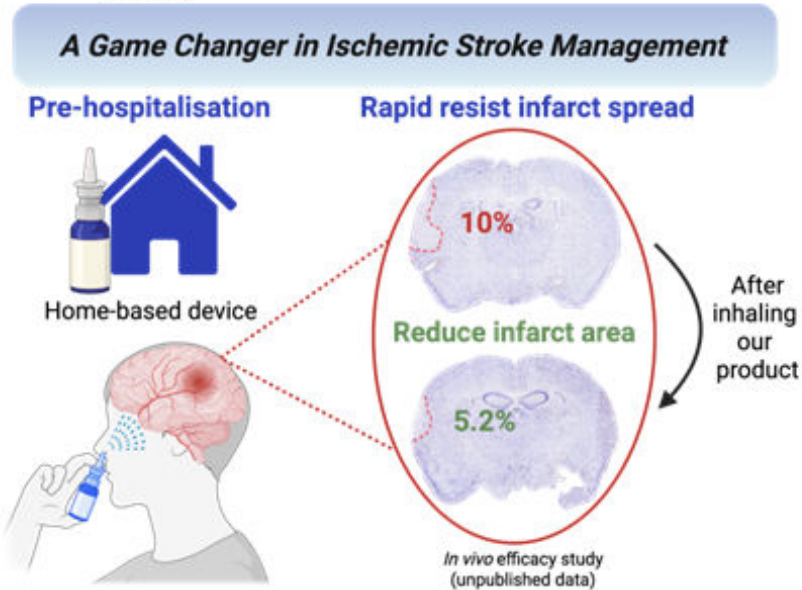 A Game Changer in Ischemic Stroke Management
Pre-hospitalisation
Home-based device
Rapid resist infarct spread
10%
Reduce infarct area
5.2%
After
inhaling
our
product
In vivo efficacy study
(unpublished data)